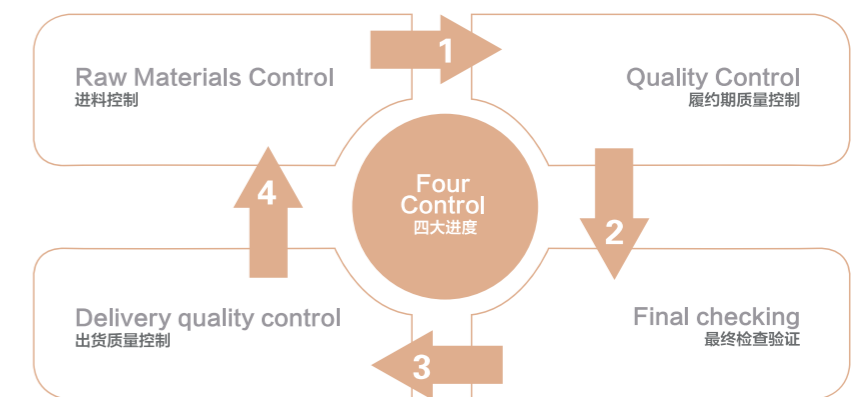 1
Raw Materials Control
进料控制
Quality Control
履约期质量控制
4
Four
Control
四大进度
2
Delivery quality control
出货质量控制
Final checking
最终检查验证
3